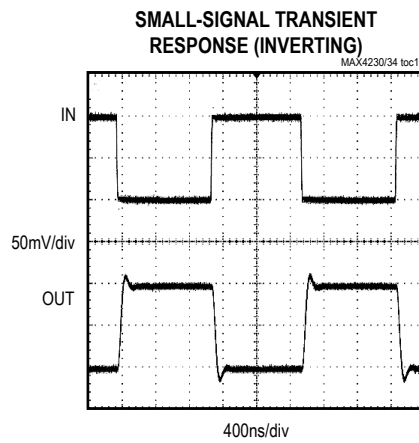 SMALL-SIGNAL TRANSIENT
RESPONSE (INVERTING)
MAX4230/34 toc1
IN
50mV/div
OUT
400ns/div